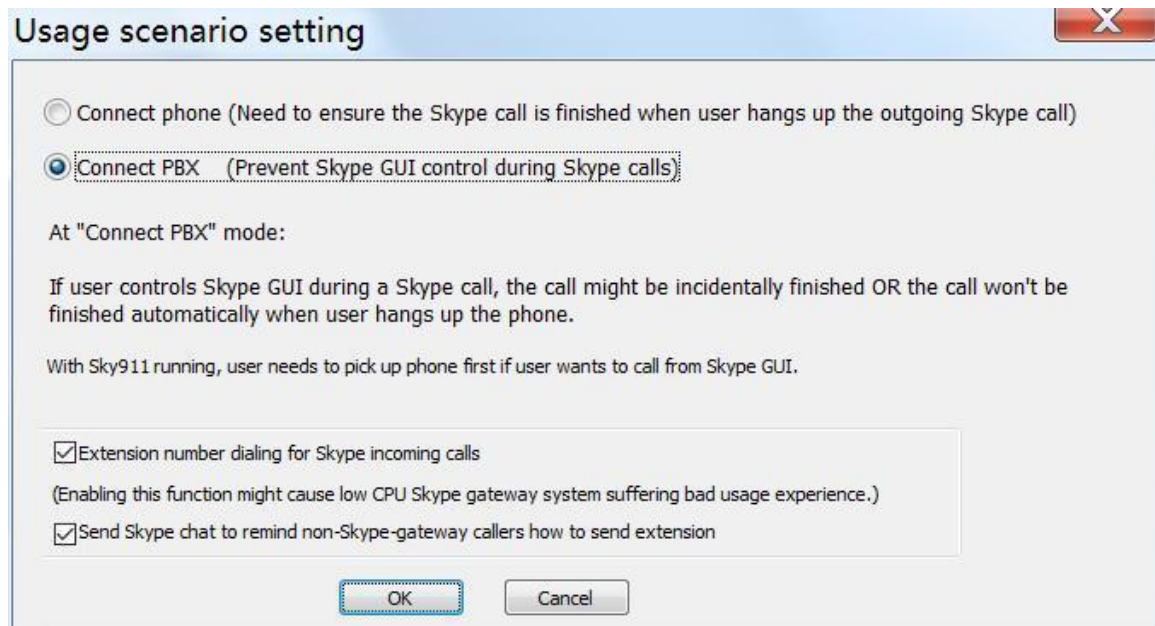 Usage scenario setting
Connect phone (Need to ensure the Skype call is finished when user hangs up the outgoing Skype call)
Connect PBX (Prevent Skype GUI control during Skype calls)
At "Connect PBX" mode:
If user controls Skype GUI during a Skype call, the call might be incidentally finished OR the call won't be
finished automatically when user hangs up the phone.
With Sky911 running, user needs to pick up phone first if user wants to call from Skype GUI.
Extension number dialing for Skype incoming calls
(Enabling this function might cause low CPU Skype gateway system suffering bad usage experience.)
Send Skype chat to remind non-Skype-gateway callers how to send extension
OK Cancel